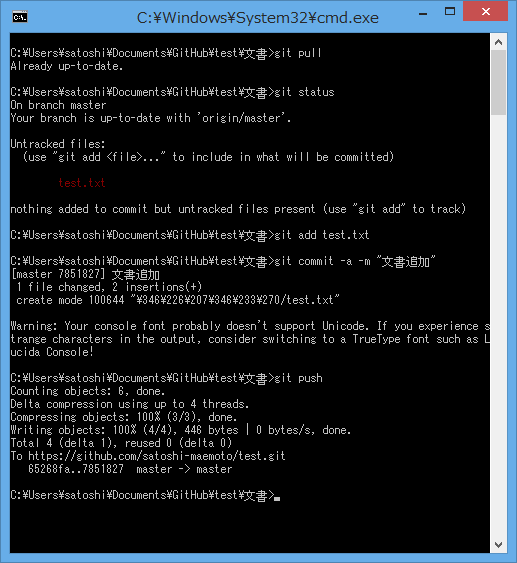 C:¥Windows¥System32¥cmd.exe
C:¥Users¥satoshi¥Documents¥GitHub¥test¥文書>git pull
Already up-to-date.
C:¥Users¥satoshi¥Documents¥GitHub¥test¥文書>git status
On branch master
Your branch is up-to-date with 'origin/master'.
Untracked files:
  (use "git add <file>..." to include in what will be committed)
        test.txt
nothing added to commit but untracked files present (use "git add" to track)
C:¥Users¥satoshi¥Documents¥GitHub¥test¥文書>git add test.txt
C:¥Users¥satoshi¥Documents¥GitHub¥test¥文書>git commit -a -m "文書追加"
[master 7851827] 文書追加
 1 file changed, 2 insertions(+)
 create mode 100644 "¥346¥226¥207¥346¥233¥270/test.txt"
Warning: Your console font probably doesn't support Unicode. If you experience s
trange characters in the output, consider switching to a TrueType font such as L
ucida Console!
C:¥Users¥satoshi¥Documents¥GitHub¥test¥文書>git push
Counting objects: 6, done.
Delta compression using up to 4 threads.
Compressing objects: 100% (3/3), done.
Writing objects: 100% (4/4), 446 bytes | 0 bytes/s, done.
Total 4 (delta 1), reused 0 (delta 0)
To https://github.com/satoshi-maemoto/test.git
   65268fa..7851827  master -> master
C:¥Users¥satoshi¥Documents¥GitHub¥test¥文書>